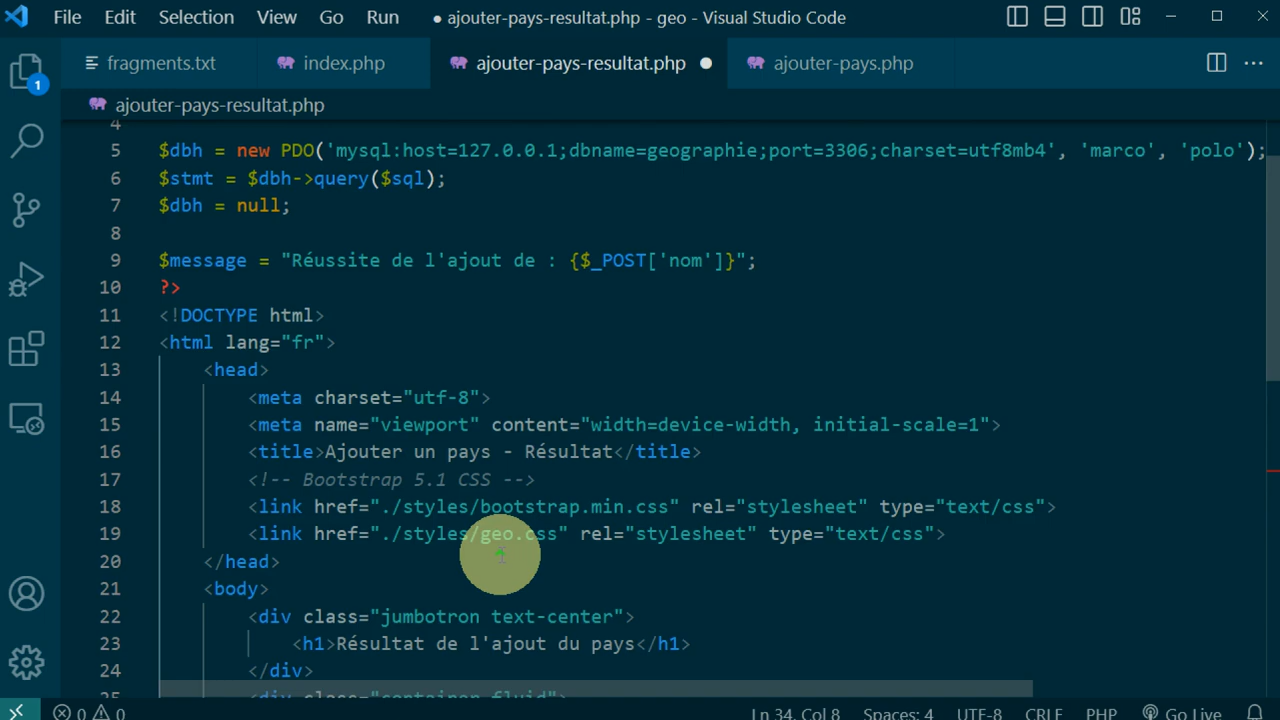 File Edit Selection View Go Run ● ajouter-pays-resultat.php - geo - Visual Studio Code
fragments.txt index.php ajouter-pays-resultat.php ajouter-pays.php
1
ajouter-pays-resultat.php
4
5 $dbh = new PDO('mysql:host=127.0.0.1;dbname=geographie;port=3306;charset=utf8mb4', 'marco', 'polo');
6 $stmt = $dbh->query($sql);
7 $dbh = null;
8
9 $message = "Réussite de l'ajout de : {$_POST['nom']}";
10 ?>
11 <!DOCTYPE html>
12 <html lang="fr">
13 <head>
14 <meta charset="utf-8">
15 <meta name="viewport" content="width=device-width, initial-scale=1">
16 <title>Ajouter un pays - Résultat</title>
17 <!-- Bootstrap 5.1 CSS -->
18 <link href="./styles/bootstrap.min.css" rel="stylesheet" type="text/css">
19 <link href="./styles/geo.css" rel="stylesheet" type="text/css">
20 </head>
21 <body>
22 <div class="jumbotron text-center">
23 <h1>Résultat de l'ajout du pays</h1>
24 </div>
25 <div class="container-fluid">
0 0 Ln 34, Col 8 Spaces: 4 UTF-8 CRLF PHP Go Live